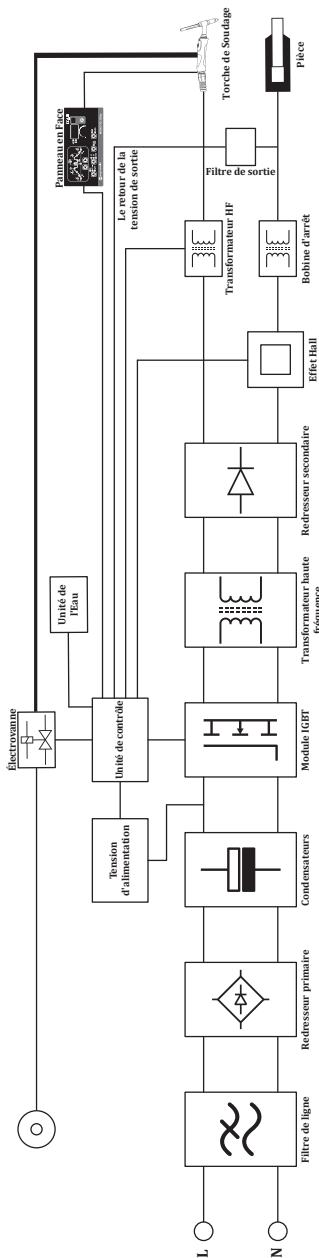 Électrovanne
Unité de
l'Eau
Panneau en Face
Torche de Soudage
Tension
d'alimentation
Unité de contrôle
Le retour de la
tension de sortie
L
N
Filtre de ligne
Redresseur primaire
Condensateurs
Module IGBT
Transformateur haute
fréquence
Redresseur secondaire
Effet Hall
Transformateur HF
Bobine d'arrêt
Filtre de sortie
Pièce